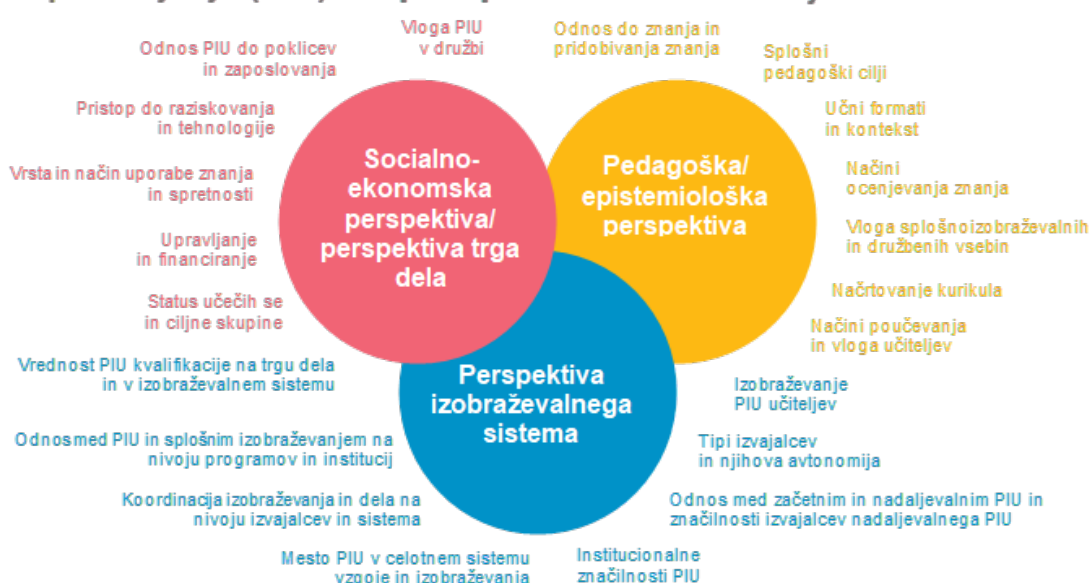 Vloga PIU
v družbi
Odnos PIU do poklicev
in zaposlovanja
Pristop do raziskovanja
in tehnologije
Vrsta in način uporabe znanja
in spretnosti
Upravljanje
in financiranje
Status učečih se
in ciljne skupine
Socialno-
ekonomska
perspektiva/
perspektiva trga
dela
Odnos do znanja in
pridobivanja znanja
Splošni
pedagoški cilji
Učni formati
in kontekst
Načini
ocenjevanja znanja
Vloga splošnoizobraževalnih
in družbenih vsebin
Načrtovanje kurikula
Načini poučevanja
in vloga učiteljev
Pedagoška/
epistemiološka
perspektiva
Vrednost PIU kvalifikacije na trgu dela
in v izobraževalnem sistemu
Odnosmed PIU in splošnim izobraževanjem na
nivoju programov in institucij
Koordinacija izobraževanja in dela na
nivoju izvajalcev in sistema
Mesto PIU v celotnem sistemu
vzgoje in izobraževanja
Perspektiva
izobraževalnega
sistema
Izobraževanje
PIU učiteljev
Tipi izvajalcev
in njihova avtonomija
Odnos med začetnim in nadaljevalnim PIU in
značilnosti izvajalcev nadaljevalnega PIU
Institucionalne
značilnosti PIU